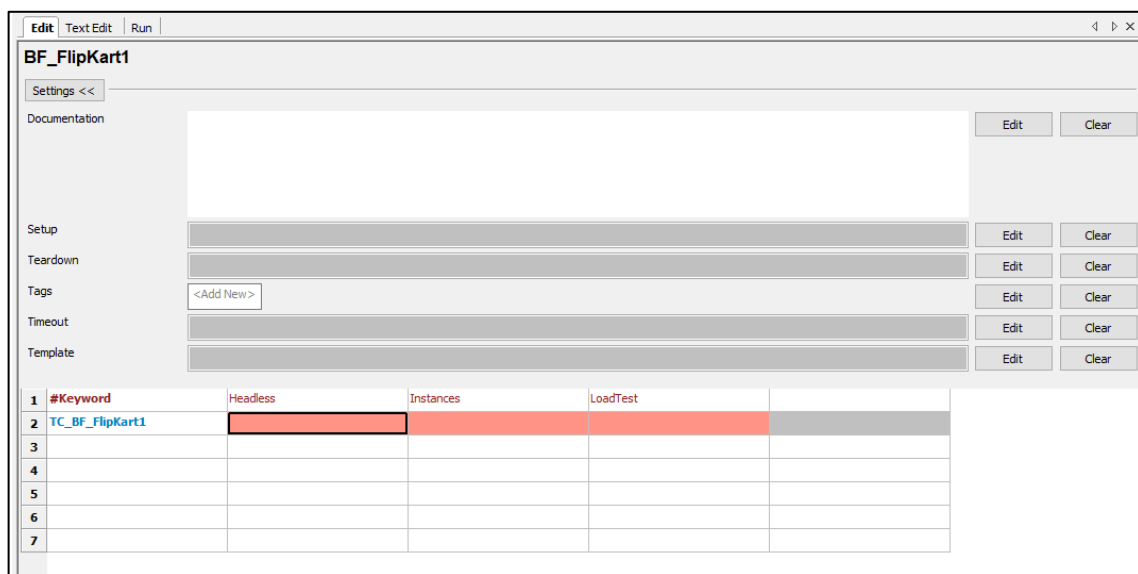 Edit Text Edit Run
BF_FlipKart1
Settings <<
Documentation Edit Clear
Setup Edit Clear
Teardown Edit Clear
Tags <Add New> Edit Clear
Timeout Edit Clear
Template Edit Clear
1 #Keyword Headless Instances LoadTest
2 TC_BF_FlipKart1
3
4
5
6
7